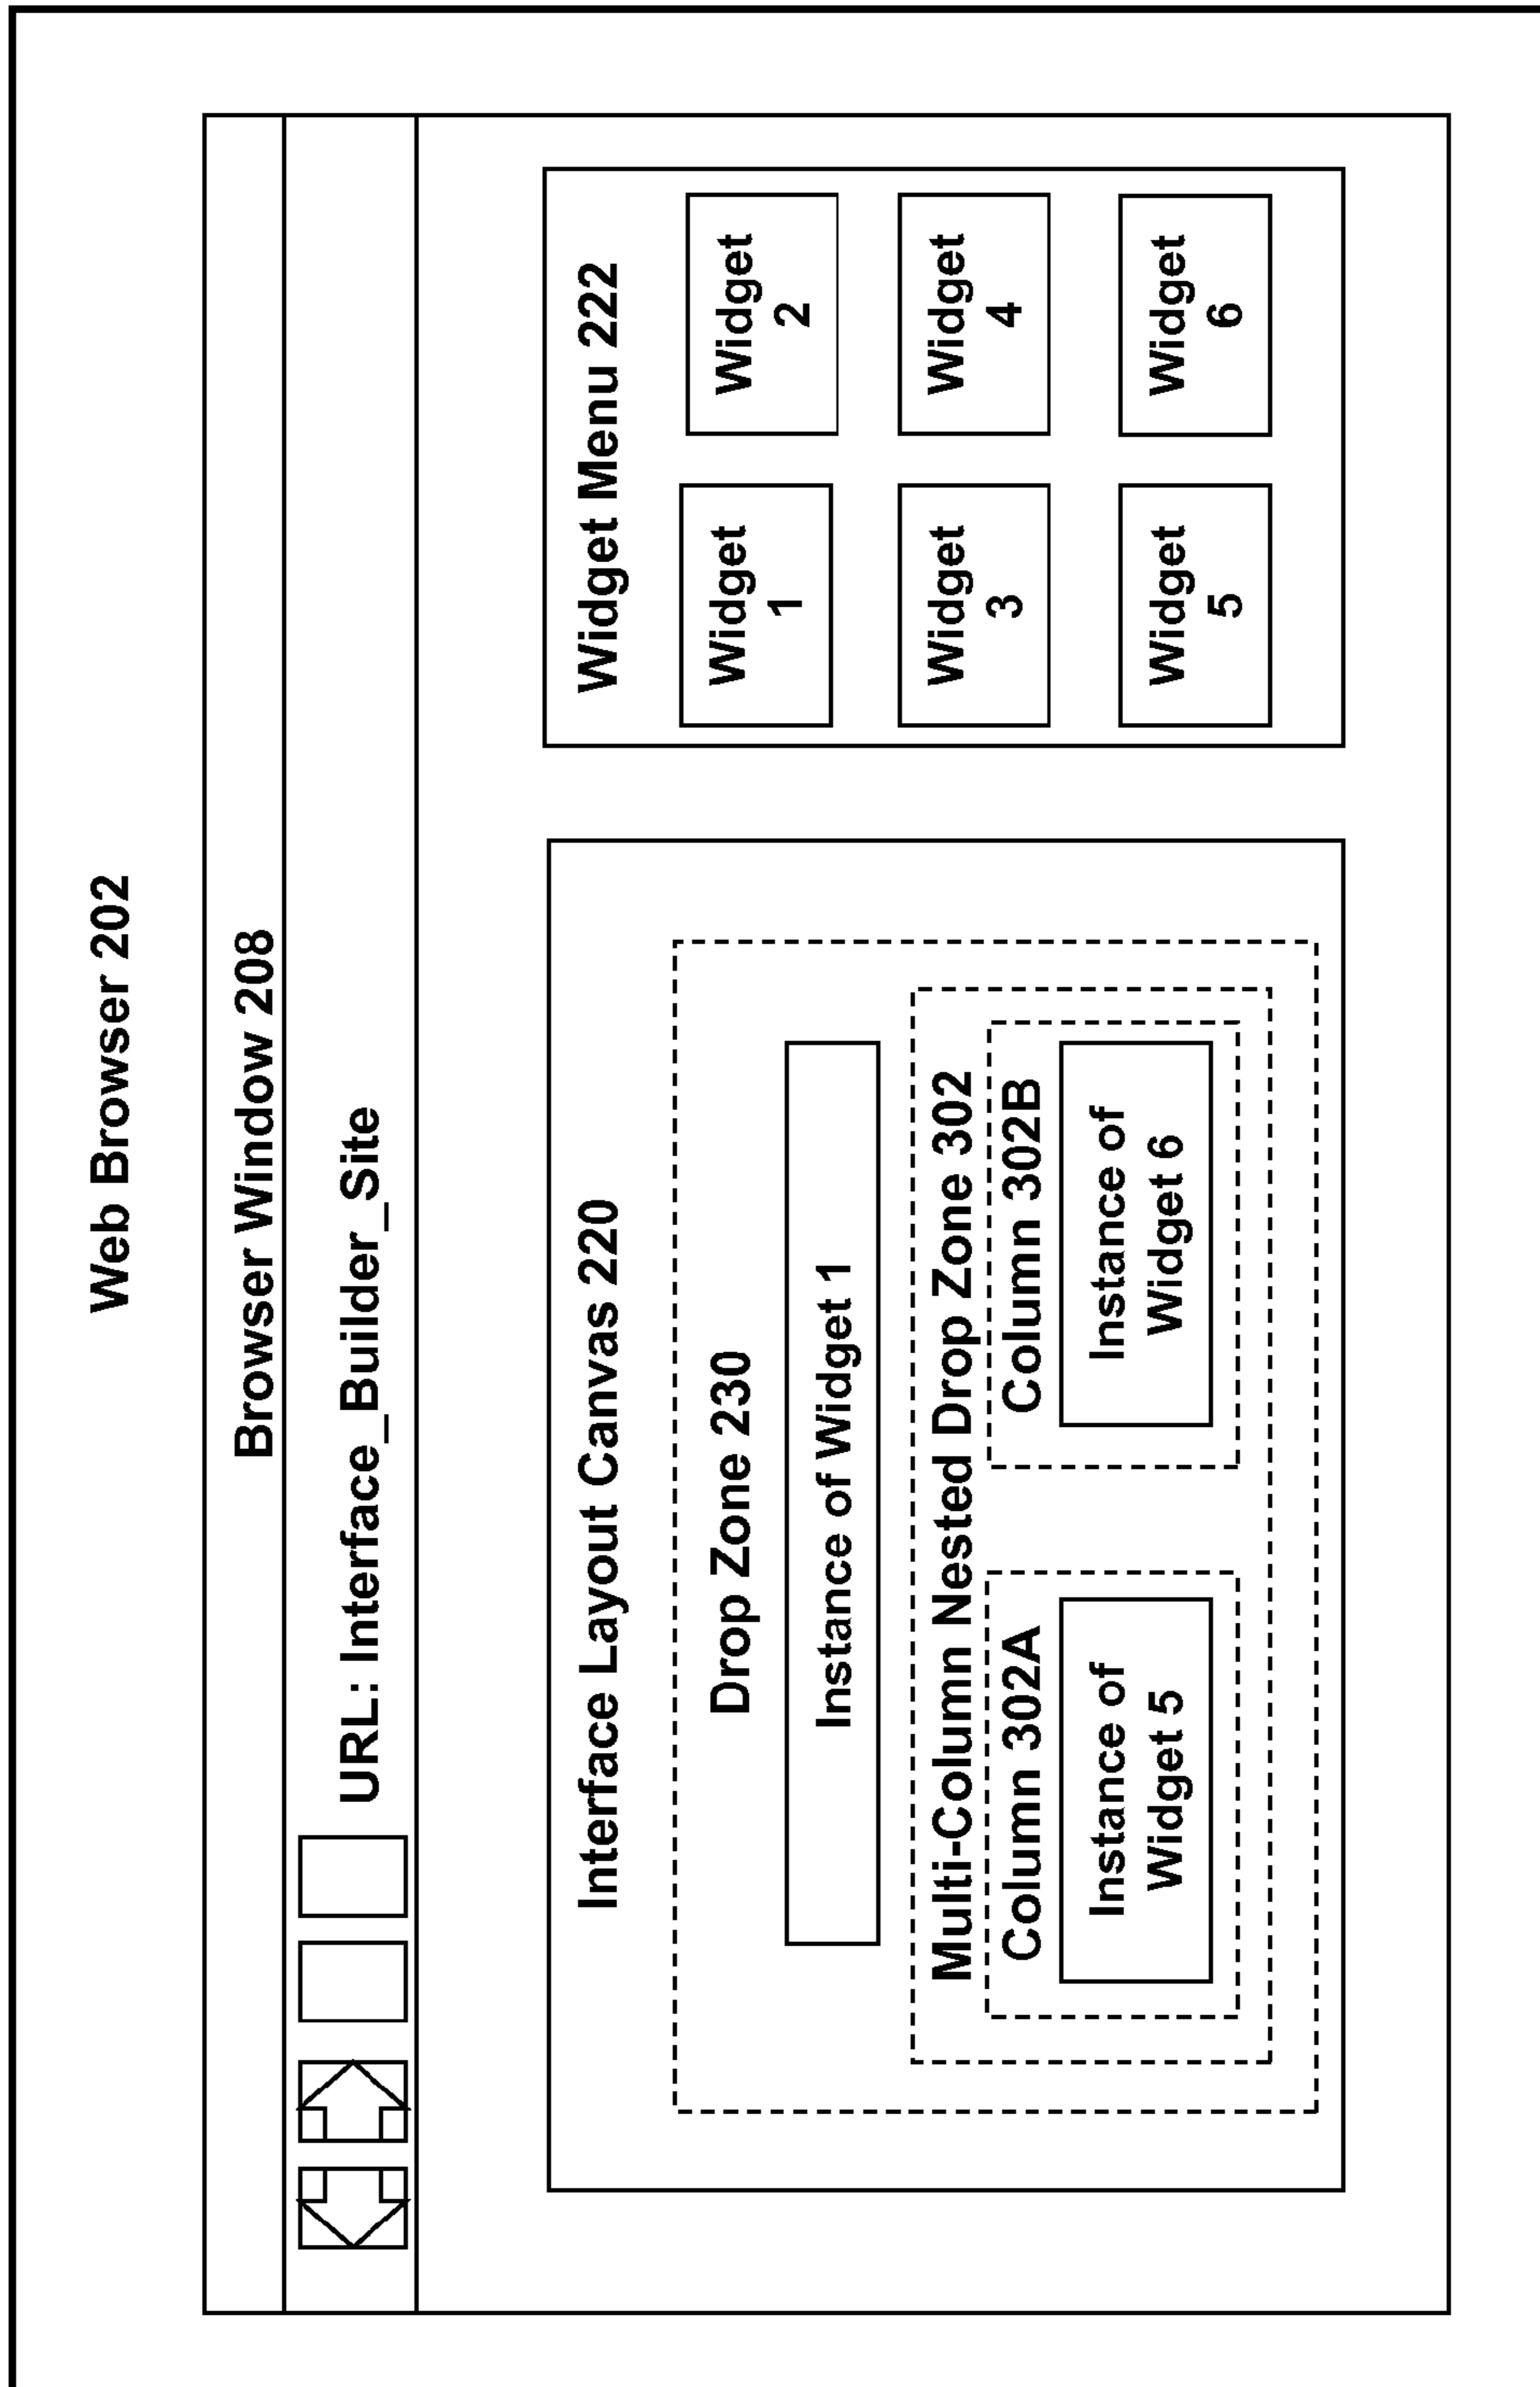 Web Browser 202
Browser Window 208
URL: Interface_Builder_Site
Interface Layout Canvas 220
Drop Zone 230
Instance of Widget 1
Multi-Column Nested Drop Zone 302
Column 302A
Instance of
Widget 5
Column 302B
Instance of
Widget 6
Widget Menu 222
Widget
1
Widget
2
Widget
3
Widget
4
Widget
5
Widget
6